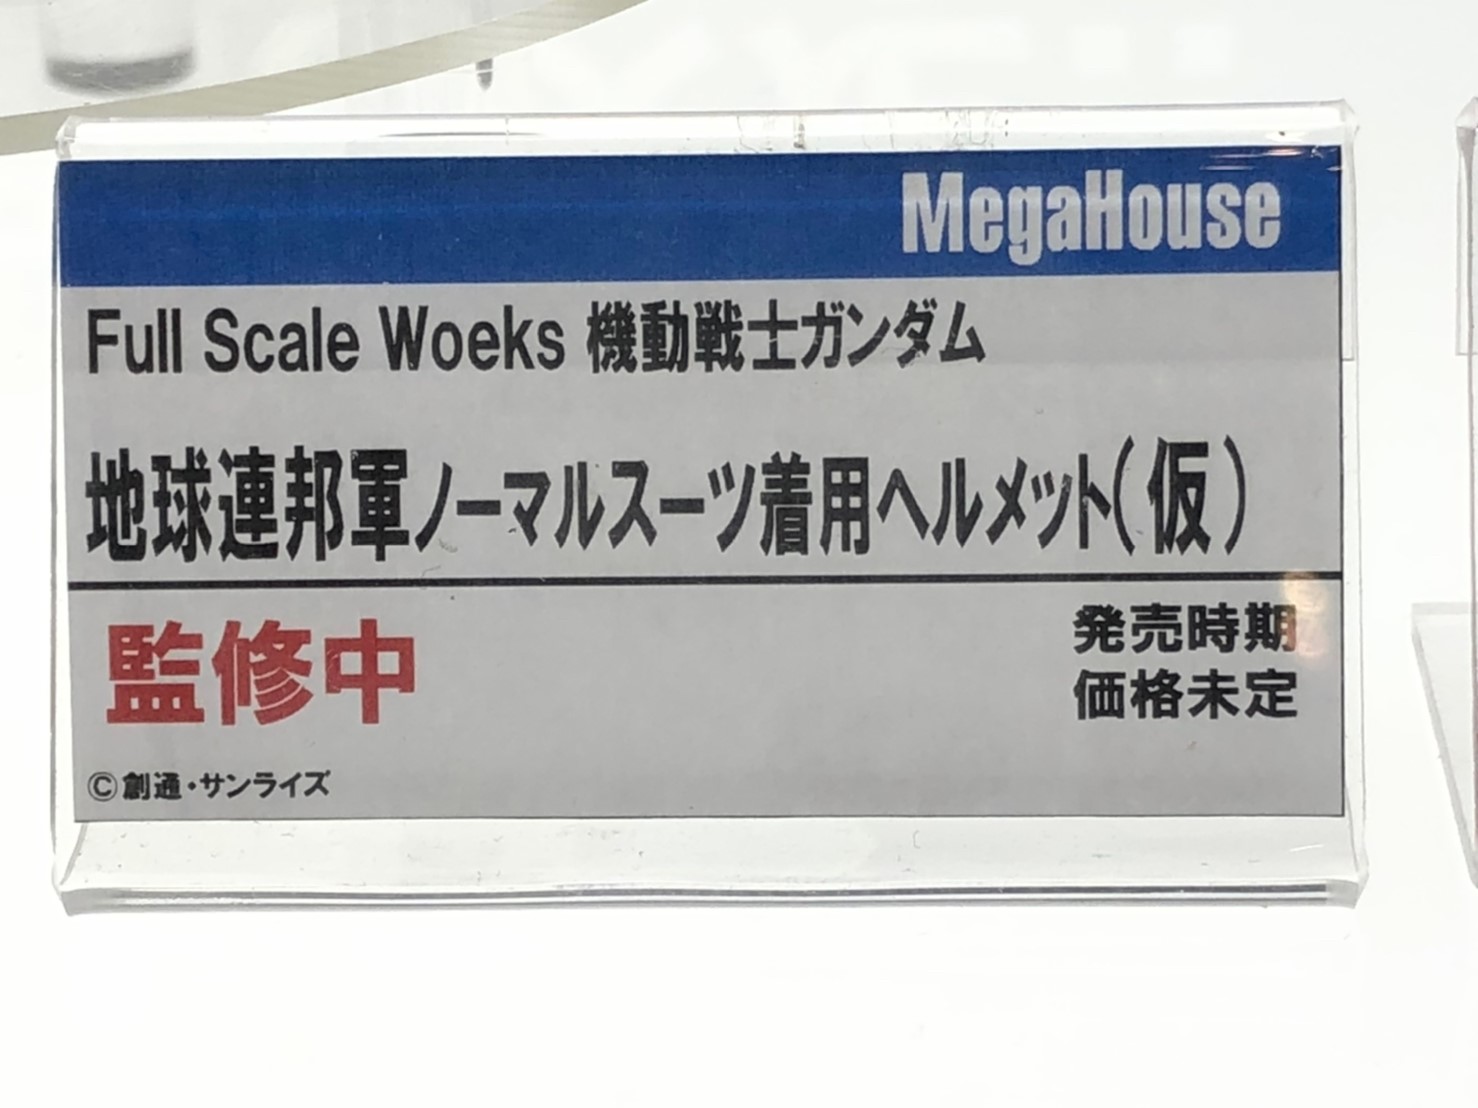 MegaHouse
Full Scale Woeks 機動戦士ガンダム
地球連邦軍ノーマルスーツ着用ヘルメット(仮)
監修中
発売時期
価格未定
©創通・サンライズ